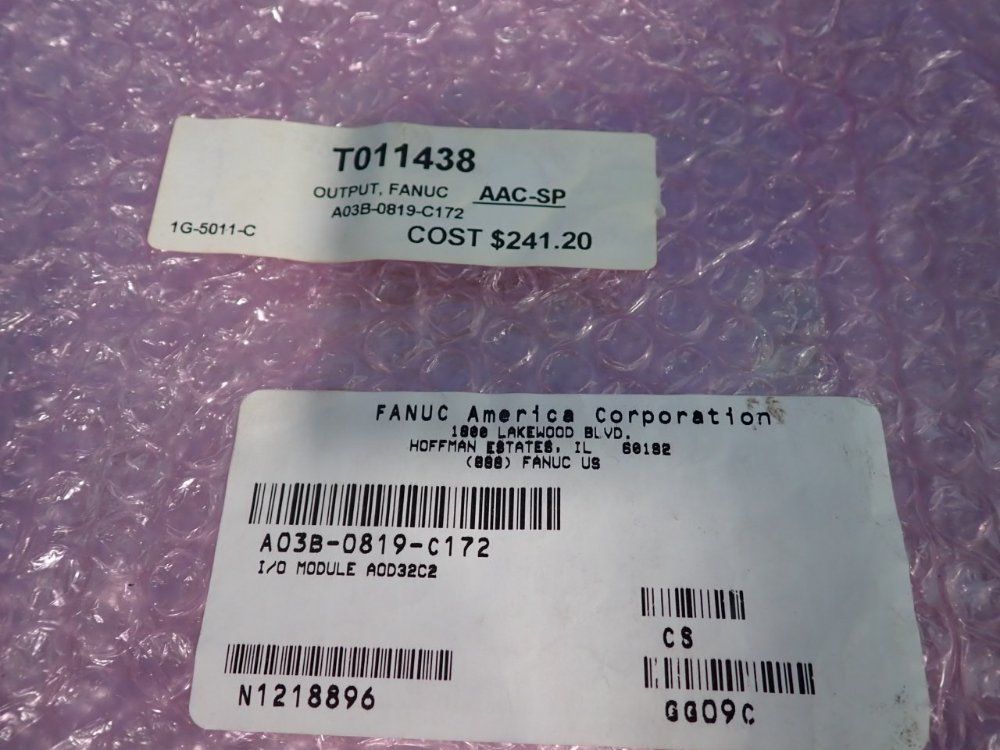 T011438
OUTPUT, FANUC AAC-SP
A03B-0819-C172
1G-5011-C COST $241.20
FANUC America Corporation
1800 LAKEWOOD BLVD.
HOFFMAN ESTATES, IL 60192
(888) FANUC US
A03B-0819-C172
I/O MODULE AOD32C2
CS
N1218896
GG09C